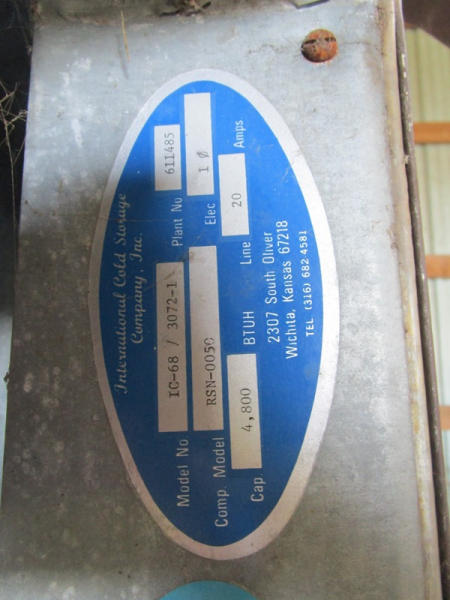 International Cold Storage
Company, Inc.
Model No IC-68 / 3072-1 Plant No 611485
Comp. Model RSN-0050 Elec 1 Ø
Cap. 4,800 BTUH Line 20 Amps
2307 South Oliver
Wichita, Kansas 67218
TEL (316) 682-4581